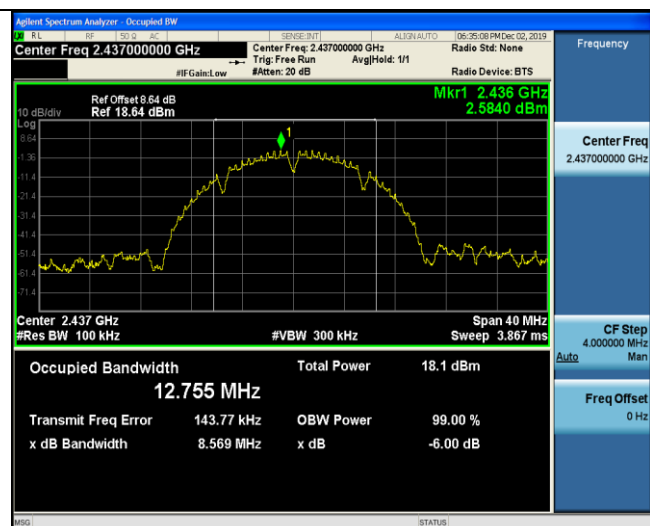 Agilent Spectrum Analyzer - Occupied BW
RL RF 50 Ω AC SENSE:INT ALIGN AUTO 06:35:08 PM Dec 02, 2019
Center Freq 2.437000000 GHz
Center Freq: 2.437000000 GHz
Radio Std: None
Trig: Free Run Avg|Hold: 1/1
#IFGain:Low #Atten: 20 dB Radio Device: BTS
Frequency
Mkr1 2.436 GHz
2.5840 dBm
Ref Offset 8.64 dB
10 dB/div Ref 18.64 dBm
Log
8.64
-1.36
-11.4
-21.4
-31.4
-41.4
-51.4
-61.4
-71.4
1
Center 2.437 GHz Span 40 MHz
#Res BW 100 kHz #VBW 300 kHz Sweep 3.867 ms
Occupied Bandwidth Total Power 18.1 dBm
12.755 MHz
Transmit Freq Error 143.77 kHz OBW Power 99.00 %
x dB Bandwidth 8.569 MHz x dB -6.00 dB
Center Freq
2.437000000 GHz
CF Step
4.000000 MHz
Auto Man
Freq Offset
0 Hz
MSG STATUS